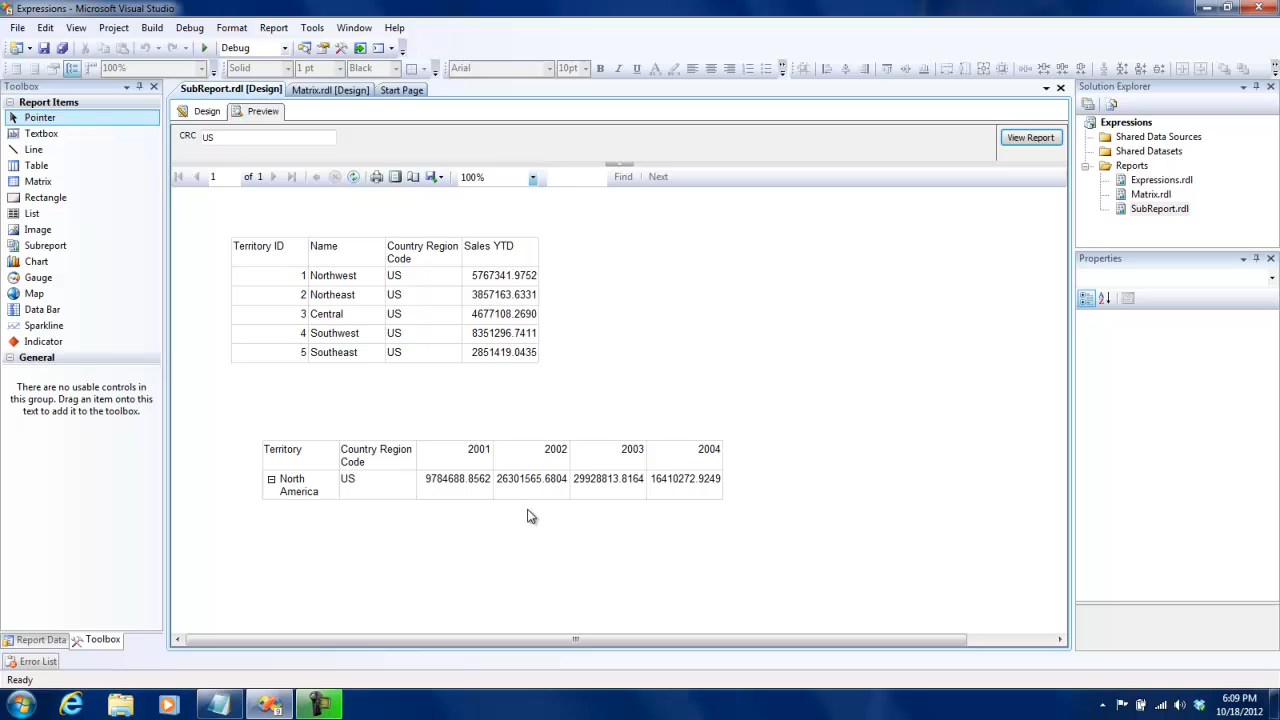 Expressions - Microsoft Visual Studio
File Edit View Project Build Debug Format Report Tools Window Help
Debug
100% Solid 1 pt Black Arial 10pt B I U A
Toolbox
Report Items
Pointer
Textbox
Line
Table
Matrix
Rectangle
List
Image
Subreport
Chart
Gauge
Map
Data Bar
Sparkline
Indicator
General
There are no usable controls in
this group. Drag an item onto this
text to add it to the toolbox.
Report Data Toolbox
Error List
Ready
SubReport.rdl [Design] Matrix.rdl [Design] Start Page
Design Preview
CRC US View Report
1 of 1 100% Find Next
Territory ID Name Country Region Sales YTD
Code
1 Northwest US 5767341.9752
2 Northeast US 3857163.6331
3 Central US 4677108.2690
4 Southwest US 8351296.7411
5 Southeast US 2851419.0435
Territory Country Region 2001 2002 2003 2004
Code
North US 9784688.8562 26301565.6804 29928813.8164 16410272.9249
America
Solution Explorer
Expressions
Shared Data Sources
Shared Datasets
Reports
Expressions.rdl
Matrix.rdl
SubReport.rdl
Properties
6:09 PM
10/18/2012